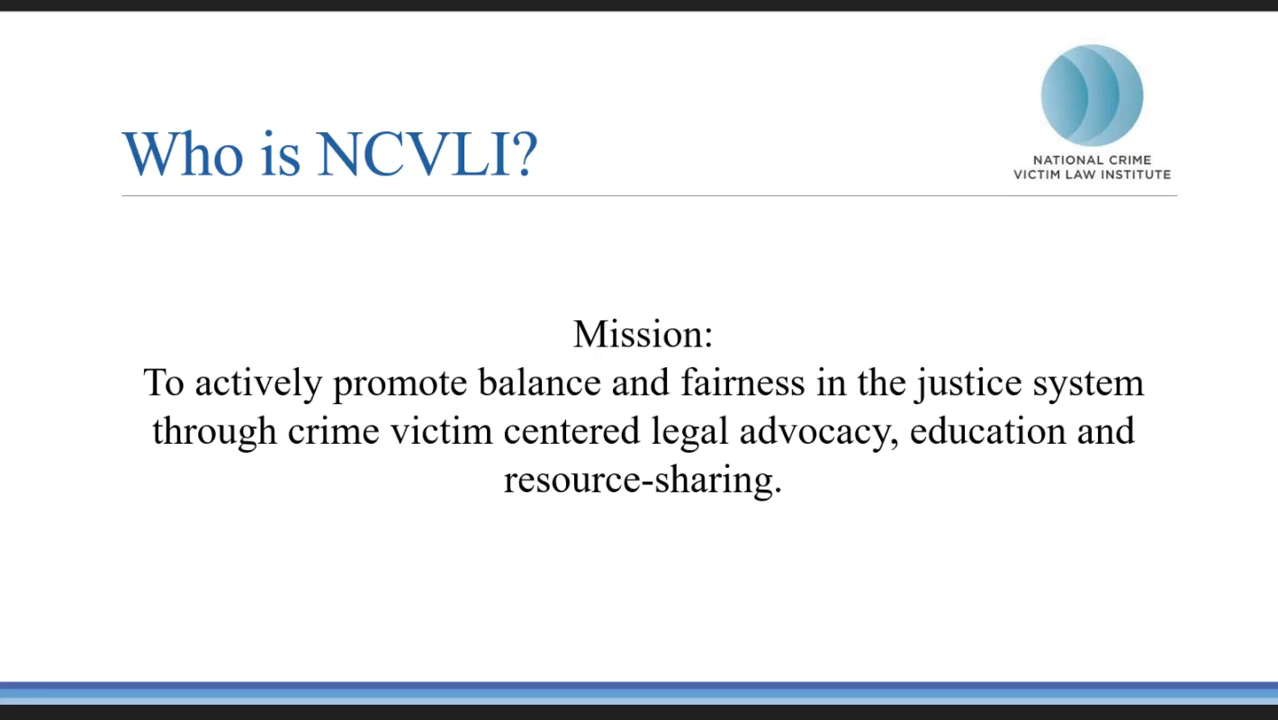 Who is NCVLI?
NATIONAL CRIME
VICTIM LAW INSTITUTE
Mission:
To actively promote balance and fairness in the justice system
through crime victim centered legal advocacy, education and
resource-sharing.